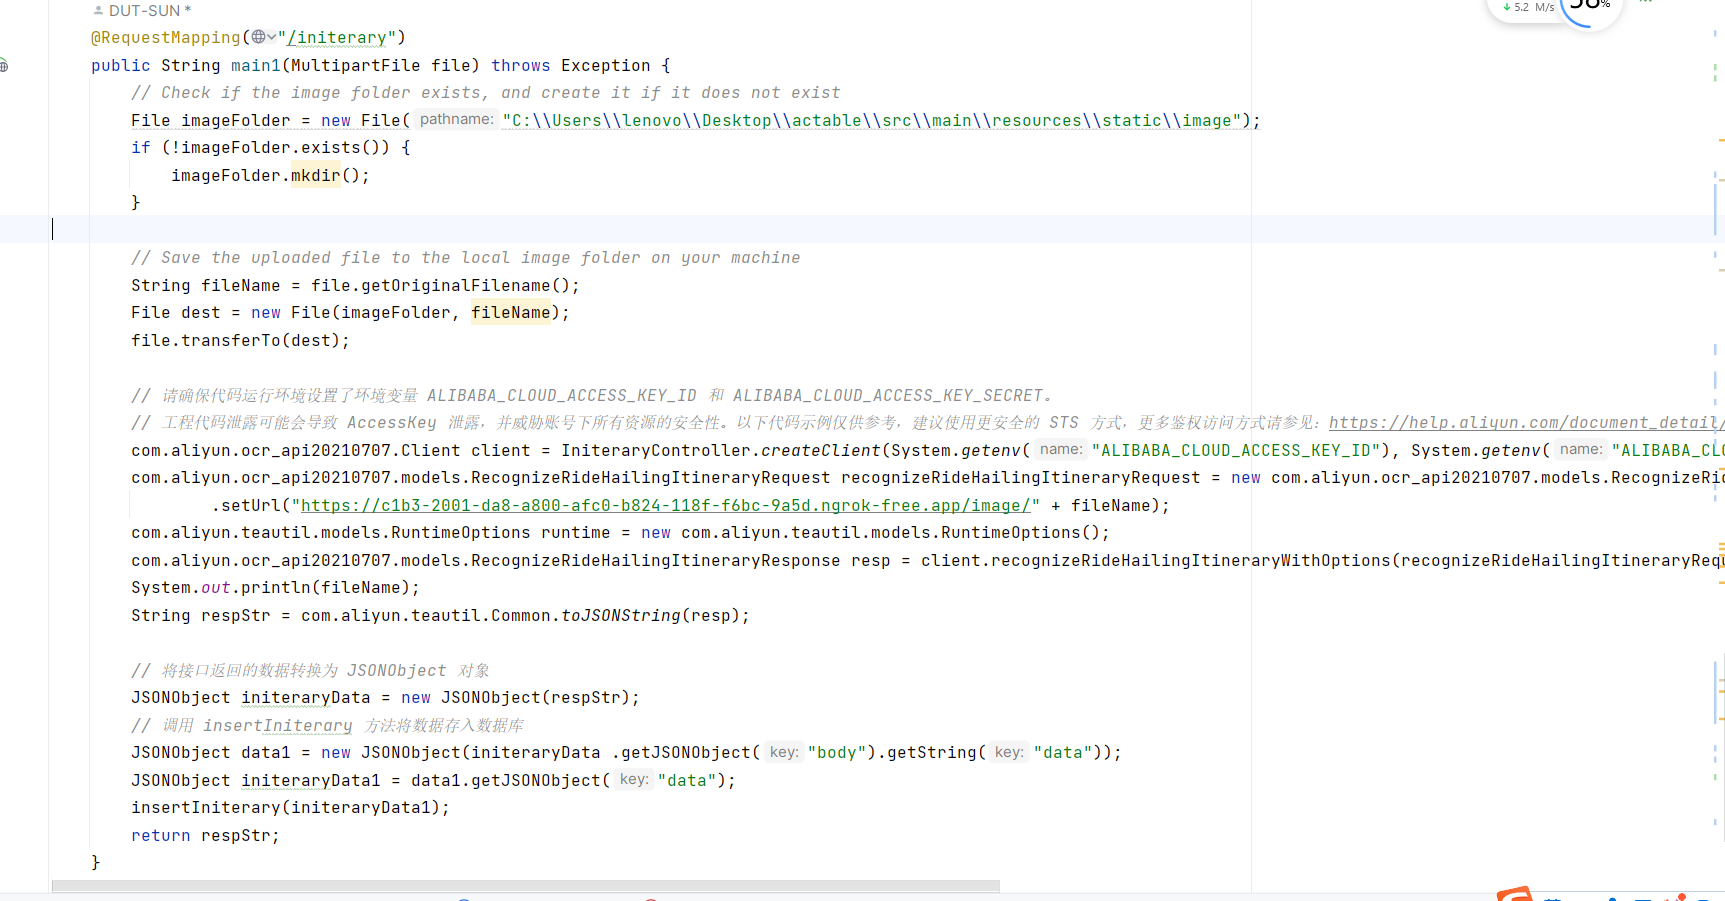 DUT-SUN *
5.2 M/s
58%
@RequestMapping("/initerary")
public String main1(MultipartFile file) throws Exception {
// Check if the image folder exists, and create it if it does not exist
File imageFolder = new File( pathname: "C:\\Users\\lenovo\\Desktop\\actable\\src\\main\\resources\\static\\image");
if (!imageFolder.exists()) {
imageFolder.mkdir();
}
// Save the uploaded file to the local image folder on your machine
String fileName = file.getOriginalFilename();
File dest = new File(imageFolder, fileName);
file.transferTo(dest);
// 请确保代码运行环境设置了环境变量 ALIBABA_CLOUD_ACCESS_KEY_ID 和 ALIBABA_CLOUD_ACCESS_KEY_SECRET。
// 工程代码泄露可能会导致 AccessKey 泄露，并威胁账号下所有资源的安全性。以下代码示例仅供参考，建议使用更安全的 STS 方式，更多鉴权访问方式请参见：https://help.aliyun.com/document_detail/
com.aliyun.ocr_api20210707.Client client = IniteraryController.createClient(System.getenv( name: "ALIBABA_CLOUD_ACCESS_KEY_ID"), System.getenv( name: "ALIBABA_CLO
com.aliyun.ocr_api20210707.models.RecognizeRideHailingItineraryRequest recognizeRideHailingItineraryRequest = new com.aliyun.ocr_api20210707.models.RecognizeRid
.setUrl("https://c1b3-2001-da8-a800-afc0-b824-118f-f6bc-9a5d.ngrok-free.app/image/" + fileName);
com.aliyun.teautil.models.RuntimeOptions runtime = new com.aliyun.teautil.models.RuntimeOptions();
com.aliyun.ocr_api20210707.models.RecognizeRideHailingItineraryResponse resp = client.recognizeRideHailingItineraryWithOptions(recognizeRideHailingItineraryRequ
System.out.println(fileName);
String respStr = com.aliyun.teautil.Common.toJSONString(resp);
// 将接口返回的数据转换为 JSONObject 对象
JSONObject initeraryData = new JSONObject(respStr);
// 调用 insertIniterary 方法将数据存入数据库
JSONObject data1 = new JSONObject(initeraryData .getJSONObject( key: "body").getString( key: "data"));
JSONObject initeraryData1 = data1.getJSONObject( key: "data");
insertIniterary(initeraryData1);
return respStr;
}